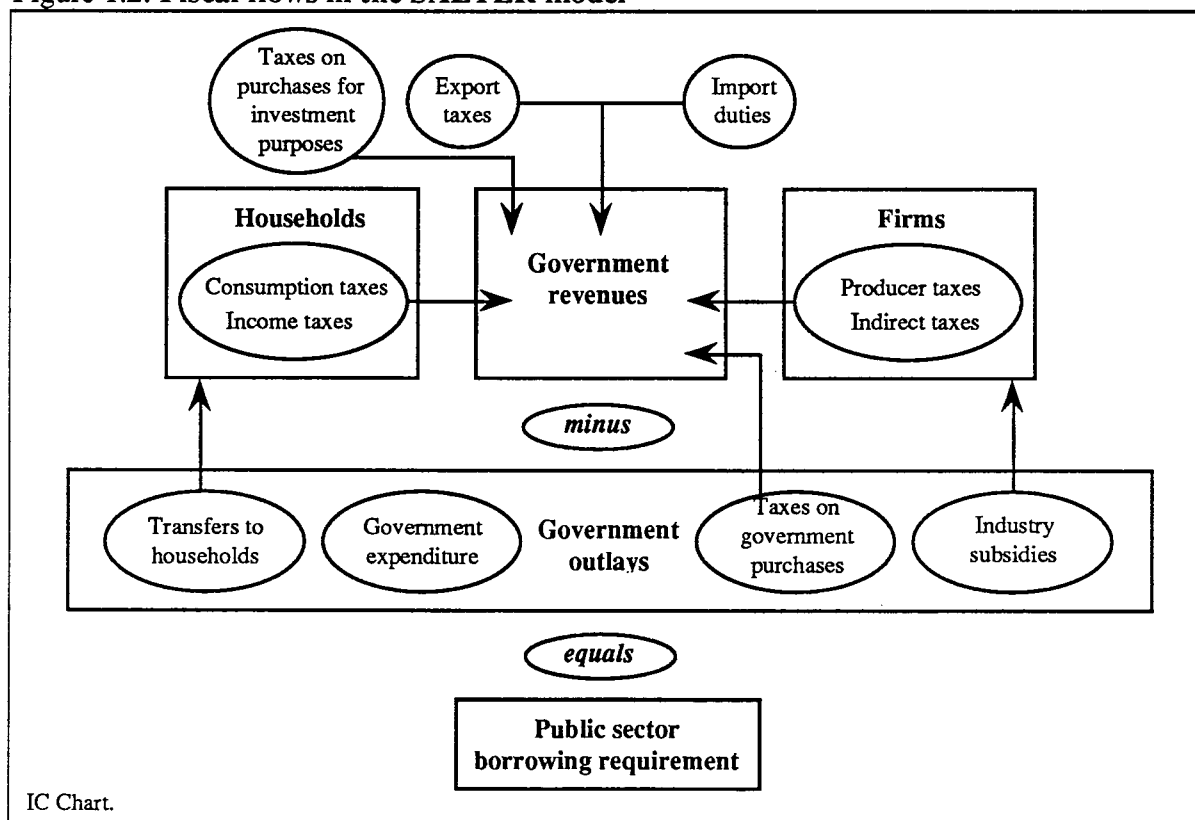 Taxes on
purchases for
investment
purposes
Export
taxes
Import
duties
Households
Consumption taxes
Income taxes
Government
revenues
Firms
Producer taxes
Indirect taxes
minus
Transfers to
households
Government
expenditure
Government
outlays
Taxes on
government
purchases
Industry
subsidies
equals
Public sector
borrowing requirement
IC Chart.